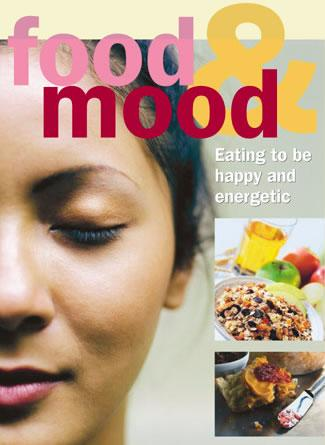 food &
mood
Eating to be
happy and
energetic